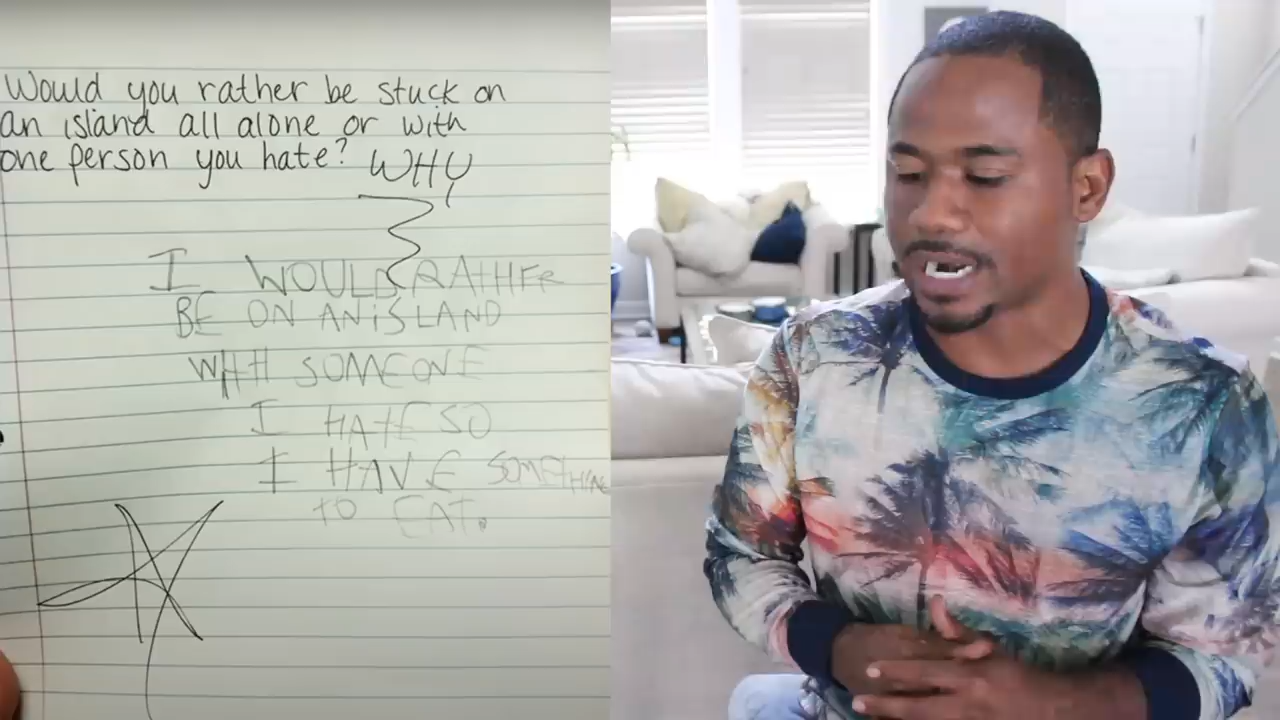 Would you rather be stuck on
an island all alone or with
one person you hate? WHY
I WOULD RATHER
BE ON AN iSLAND
WITH SOMEONE
I HATE SO
I HAVE SOMETHING
to EAT.